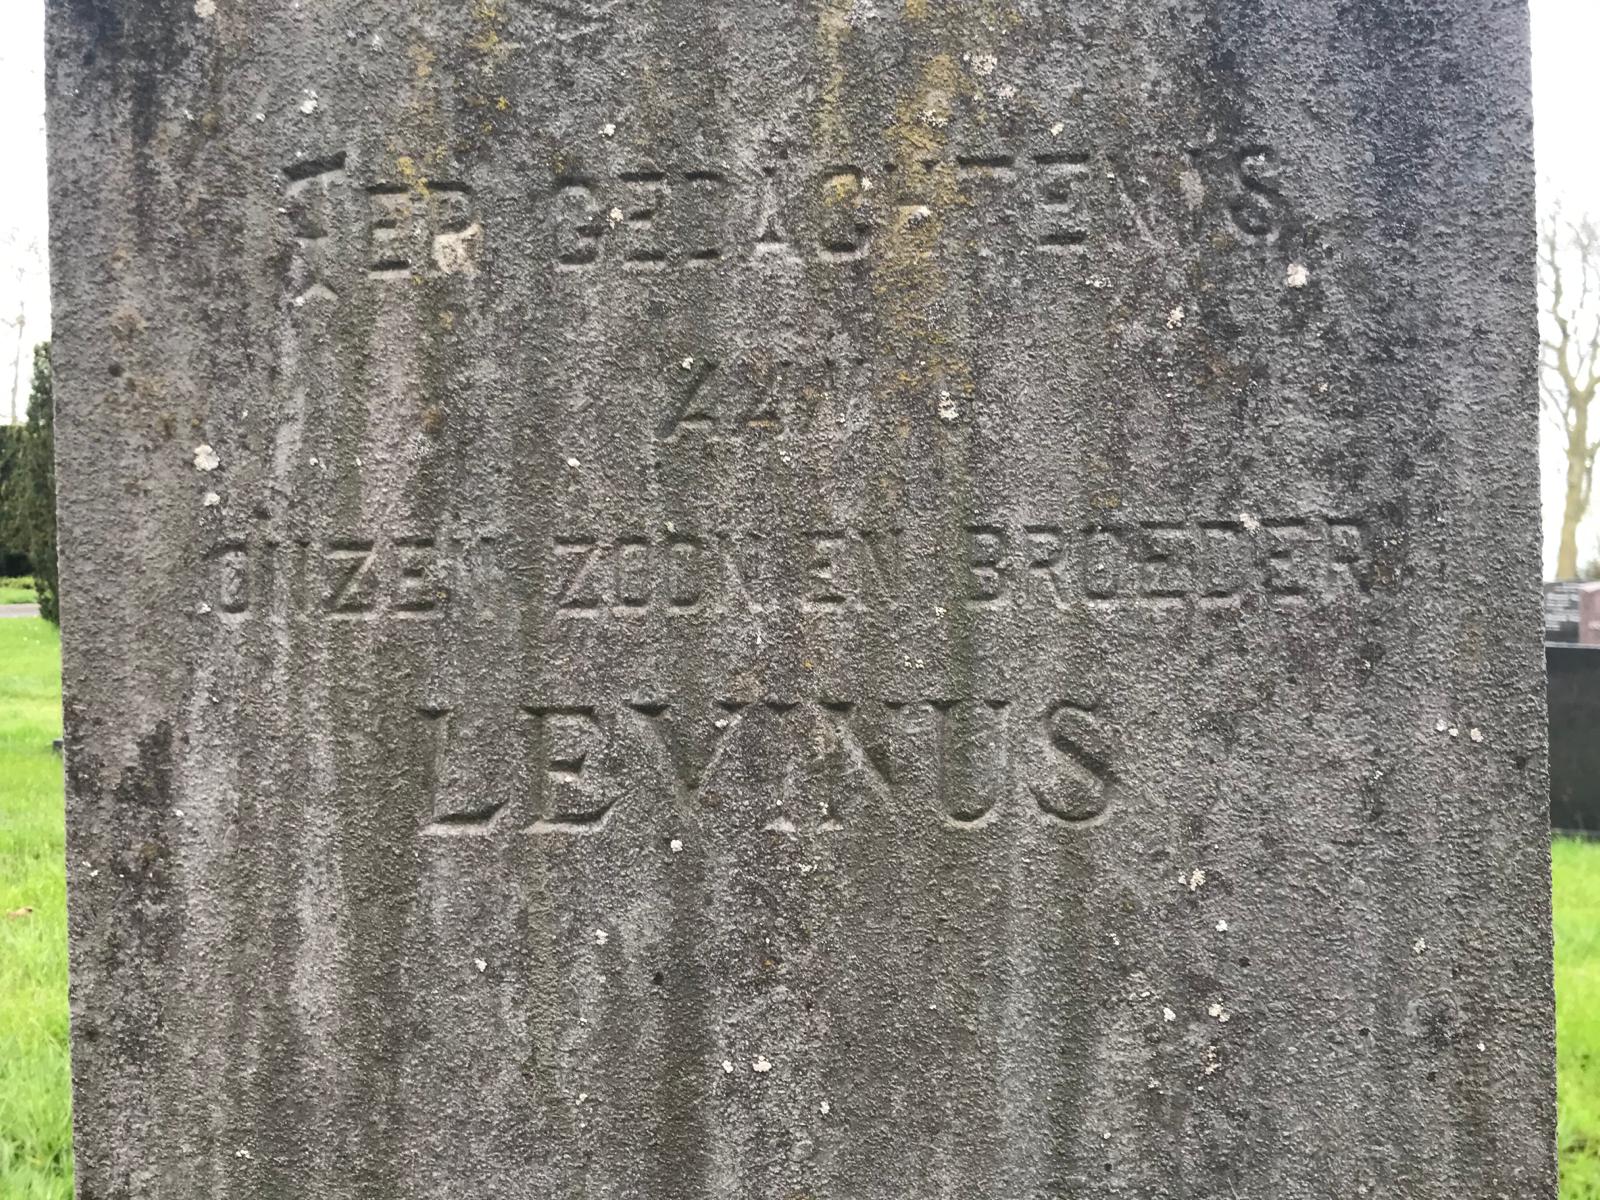 TER GEDACHTENIS
AAN
ONZEN ZOON EN BROEDER
LEVINUS